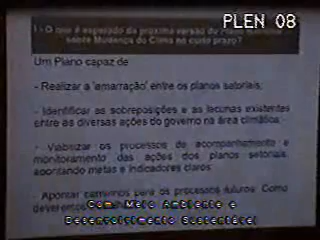 PLEN 08
1 - O que é esperado da próxima versão do Plano
sobre Mudança do Clima no curto prazo?
Um Plano capaz de
- Realizar a 'amarração' entre os planos setoriais;
- Identificar as sobreposições e as lacunas existentes
entre as diversas ações do governo na área climática;
- Viabilizar os processos de acompanhamento e
monitoramento das ações dos planos setoriais
apontando metas e indicadores claros;
- Apontar caminhos para os processos futuros. Como
deveremos
Com Meio Ambiente e
Desenvolvimento Sustentável